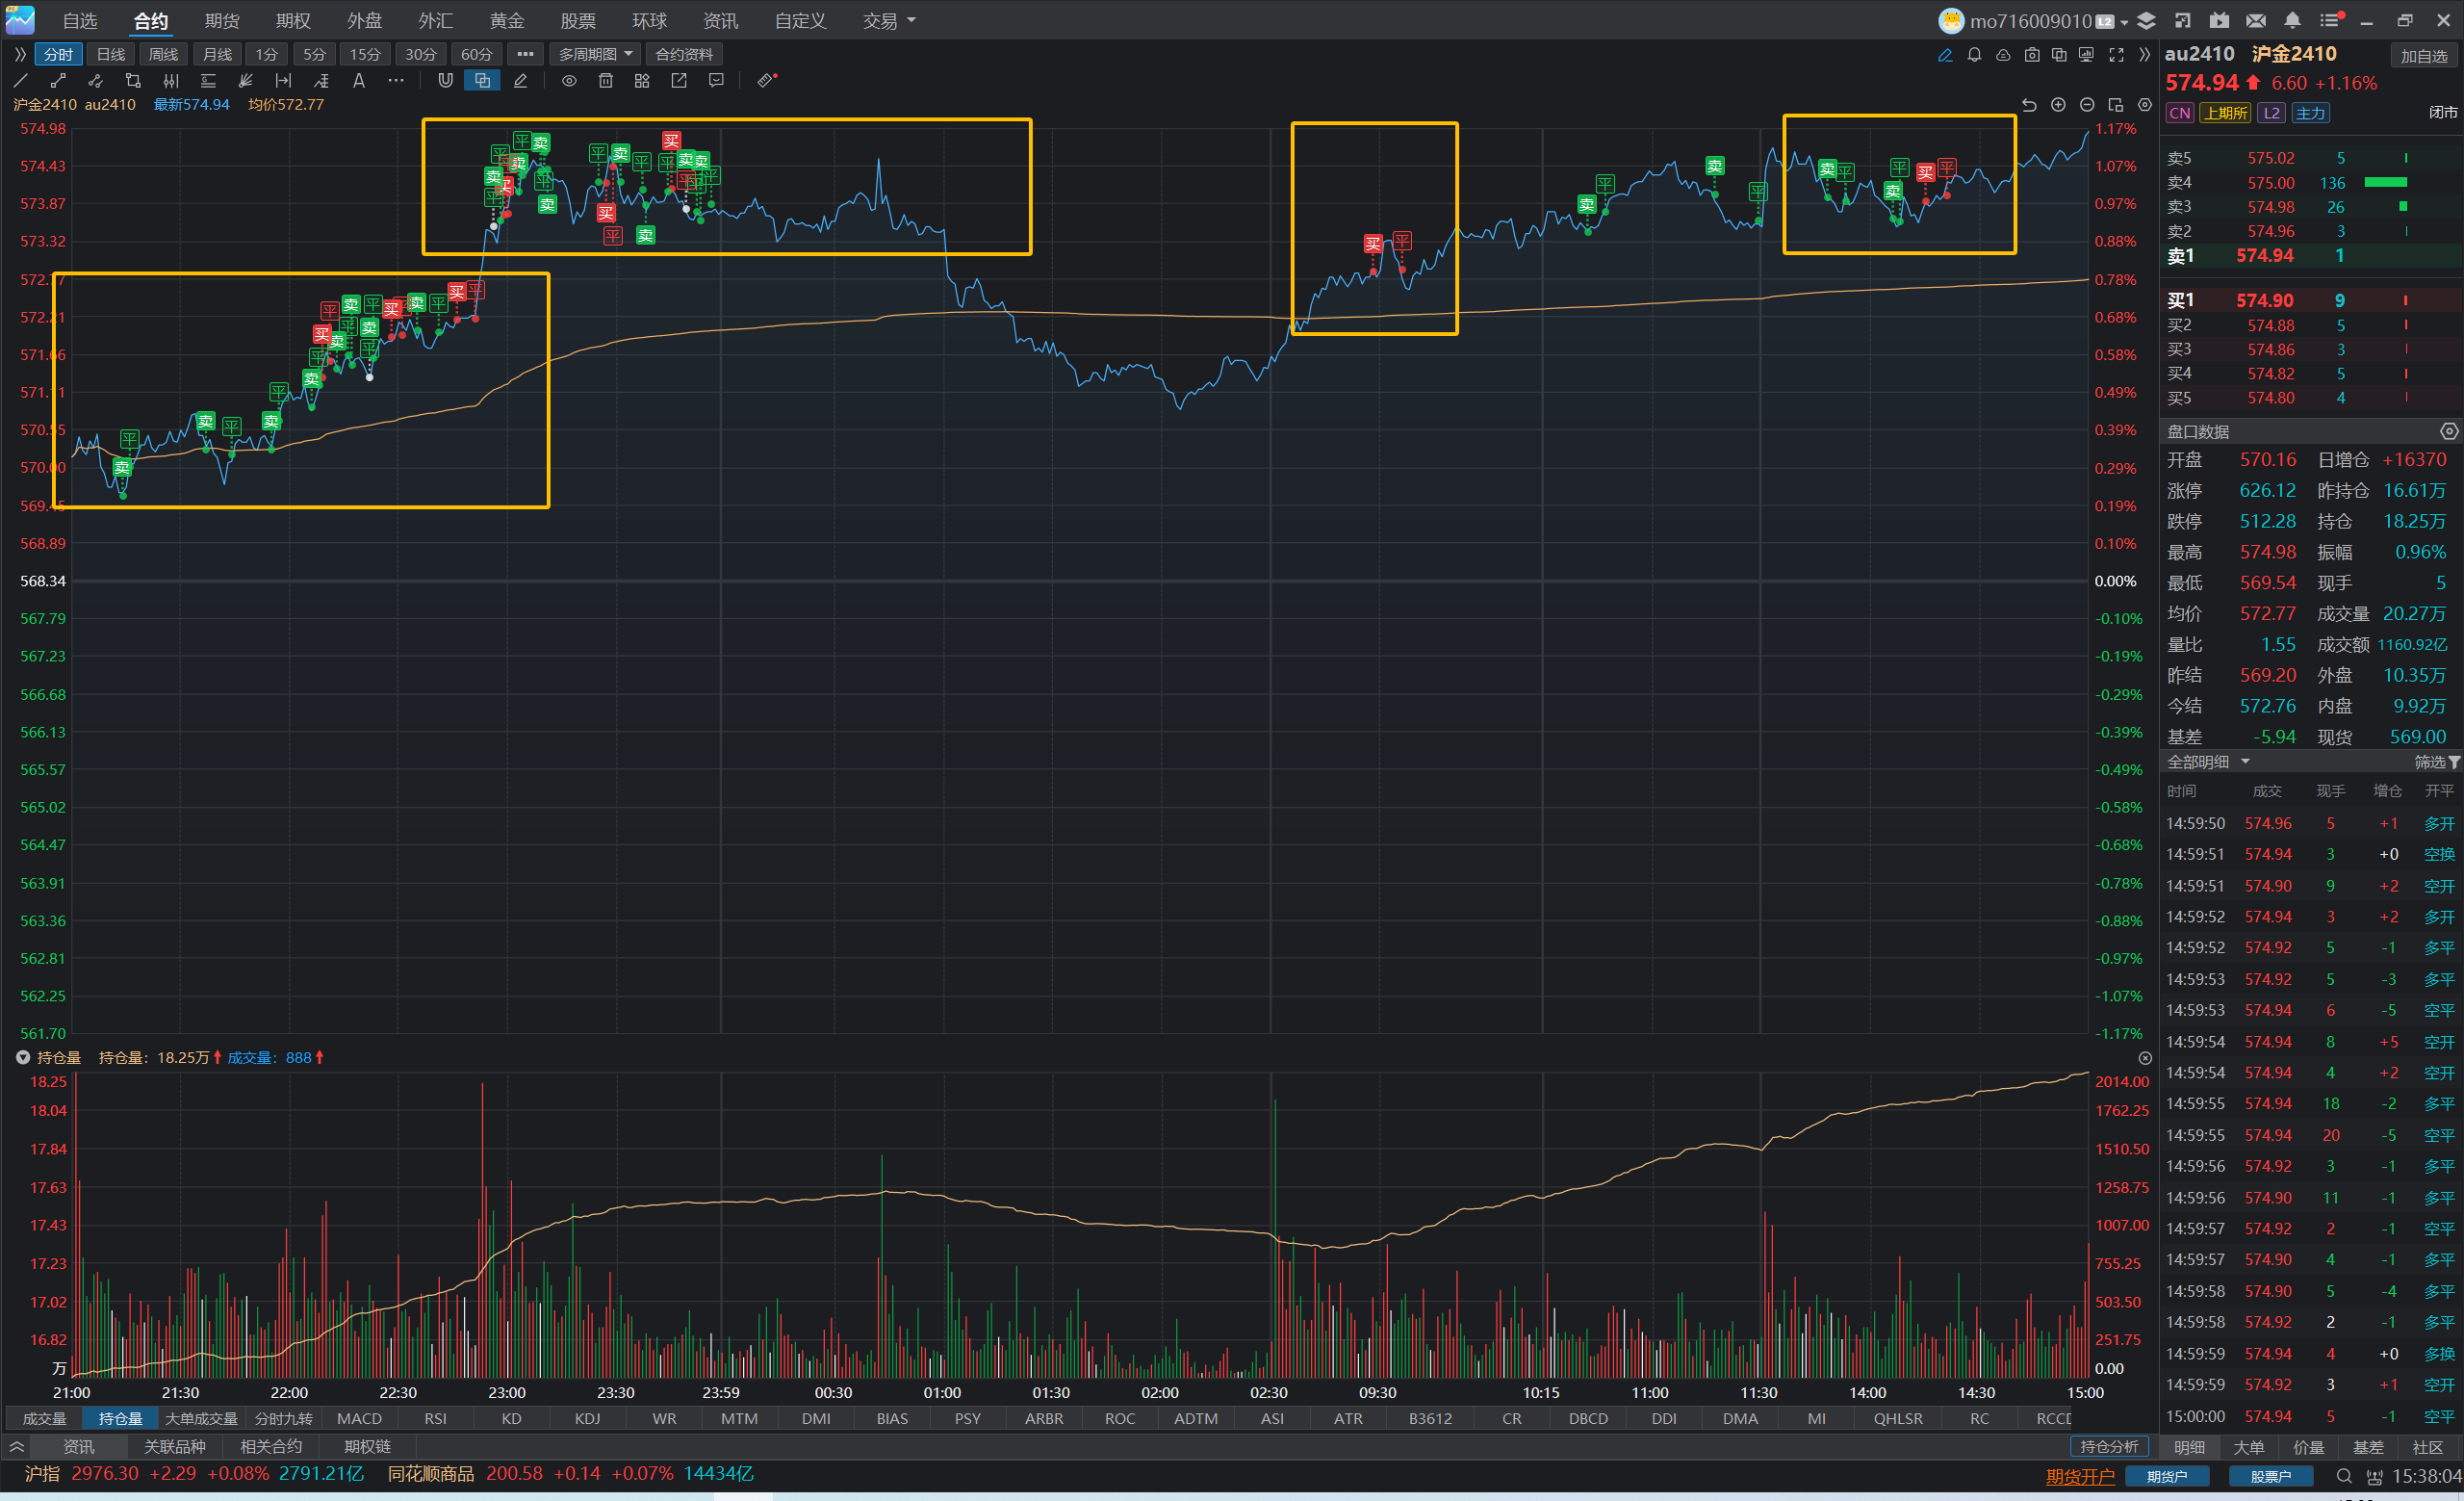 自选 合约 期货 期权 外盘 外汇 黄金 股票 环球 资讯 自定义 交易 mo716009010 L2
分时 日线 周线 月线 1分 5分 15分 30分 60分 ••• 多周期图 合约资料
沪金2410 au2410 最新574.94 均价572.77
574.98 1.17%
574.43 1.07%
573.87 0.97%
573.32 0.88%
572.77 0.78%
572.21 0.68%
571.66 0.58%
571.11 0.49%
570.55 0.39%
570.00 0.29%
569.45 0.19%
568.89 0.10%
568.34 0.00%
567.79 -0.10%
567.23 -0.19%
566.68 -0.29%
566.13 -0.39%
565.57 -0.49%
565.02 -0.58%
564.47 -0.68%
563.91 -0.78%
563.36 -0.88%
562.81 -0.97%
562.25 -1.07%
561.70 -1.17%
持仓量 持仓量：18.25万 成交量：888
18.25 2014.00
18.04 1762.25
17.84 1510.50
17.63 1258.75
17.43 1007.00
17.23 755.25
17.02 503.50
16.82 251.75
万 0.00
21:00 21:30 22:00 22:30 23:00 23:30 23:59 00:30 01:00 01:30 02:00 02:30 09:30 10:15 11:00 11:30 14:00 14:30 15:00
成交量 持仓量 大单成交量 分时九转 MACD RSI KD KDJ WR MTM DMI BIAS PSY ARBR ROC ADTM ASI ATR B3612 CR DBCD DDI DMA MI QHLSR RC RCCD
资讯 关联品种 相关合约 期权链 持仓分析
au2410 沪金2410 加自选
574.94 6.60 +1.16%
CN 上期所 L2 主力 闭市
卖5 575.02 5
卖4 575.00 136
卖3 574.98 26
卖2 574.96 3
卖1 574.94 1
买1 574.90 9
买2 574.88 5
买3 574.86 3
买4 574.82 5
买5 574.80 4
盘口数据
开盘 570.16 日增仓 +16370
涨停 626.12 昨持仓 16.61万
跌停 512.28 持仓 18.25万
最高 574.98 振幅 0.96%
最低 569.54 现手 5
均价 572.77 成交量 20.27万
量比 1.55 成交额 1160.92亿
昨结 569.20 外盘 10.35万
今结 572.76 内盘 9.92万
基差 -5.94 现货 569.00
全部明细 筛选
时间 成交 现手 增仓 开平
14:59:50 574.96 5 +1 多开
14:59:51 574.94 3 +0 空换
14:59:51 574.90 9 +2 空开
14:59:52 574.94 3 +2 多开
14:59:52 574.92 5 -1 多平
14:59:53 574.92 5 -3 多平
14:59:53 574.94 6 -5 空平
14:59:54 574.94 8 +5 空开
14:59:54 574.94 4 +2 空开
14:59:55 574.94 18 -2 多平
14:59:55 574.94 20 -5 空平
14:59:56 574.92 3 -1 多平
14:59:56 574.90 11 -1 多平
14:59:57 574.92 2 -1 空平
14:59:57 574.90 4 -1 多平
14:59:58 574.90 5 -4 多平
14:59:58 574.92 2 -1 多平
14:59:59 574.94 4 +0 多换
14:59:59 574.92 3 +1 空开
15:00:00 574.94 5 -1 空平
明细 大单 价量 基差 社区
沪指 2976.30 +2.29 +0.08% 2791.21亿 同花顺商品 200.58 +0.14 +0.07% 14434亿 期货开户 期货户 股票户 15:38:04